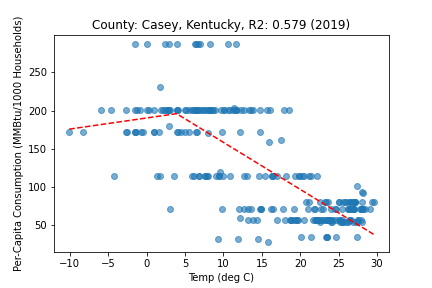 County: Casey, Kentucky, R2: 0.579 (2019)
Per-Capita Consumption (MMBtu/1000 Households)
250
200
150
100
50
−10 −5 0 5 10 15 20 25 30
Temp (deg C)